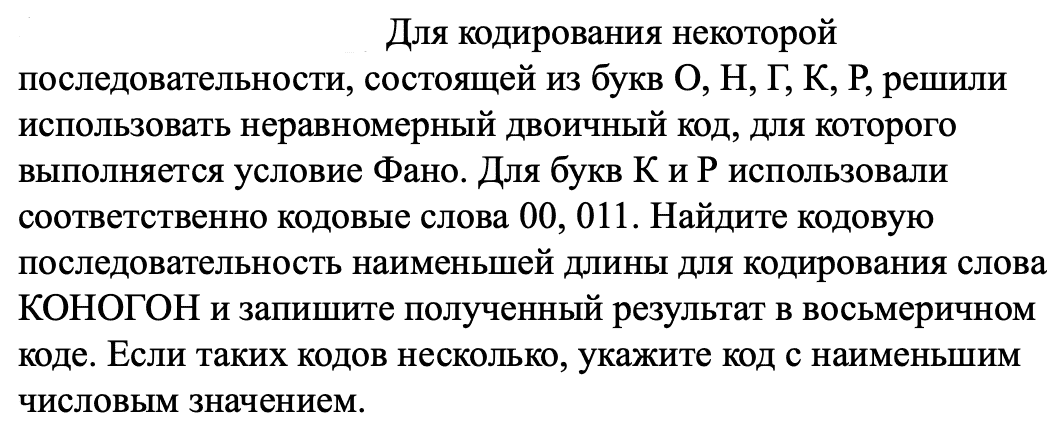 Для кодирования некоторой
последовательности, состоящей из букв О, Н, Г, К, Р, решили
использовать неравномерный двоичный код, для которого
выполняется условие Фано. Для букв К и Р использовали
соответственно кодовые слова 00, 011. Найдите кодовую
последовательность наименьшей длины для кодирования слова
КОНОГОН и запишите полученный результат в восьмеричном
коде. Если таких кодов несколько, укажите код с наименьшим
числовым значением.